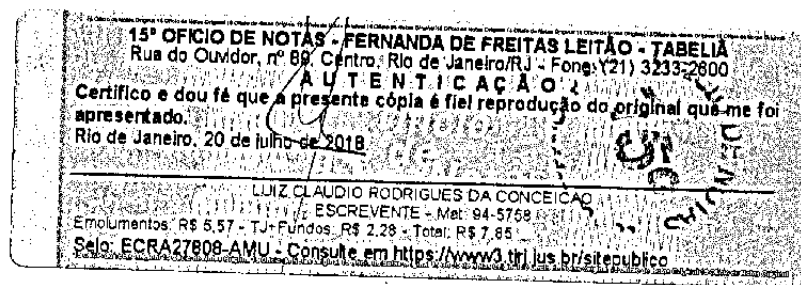 15º OFICIO DE NOTAS - FERNANDA DE FREITAS LEITÃO - TABELIÃ
Rua do Ouvidor, nº 89, Centro, Rio de Janeiro/RJ - Fone: (21) 3233-2600
AUTENTICAÇÃO
Certifico e dou fé que a presente cópia é fiel reprodução do original que me foi
apresentado.
Rio de Janeiro, 20 de julho de 2018
LUIZ CLAUDIO RODRIGUES DA CONCEICAO
ESCREVENTE - Mat: 94-5758
Emolumentos: R$ 5,57 - TJ+Fundos: R$ 2,28 - Total: R$ 7,85
Selo: ECRA27808-AMU - Consulte em https://www3.tjrj.jus.br/sitepublico